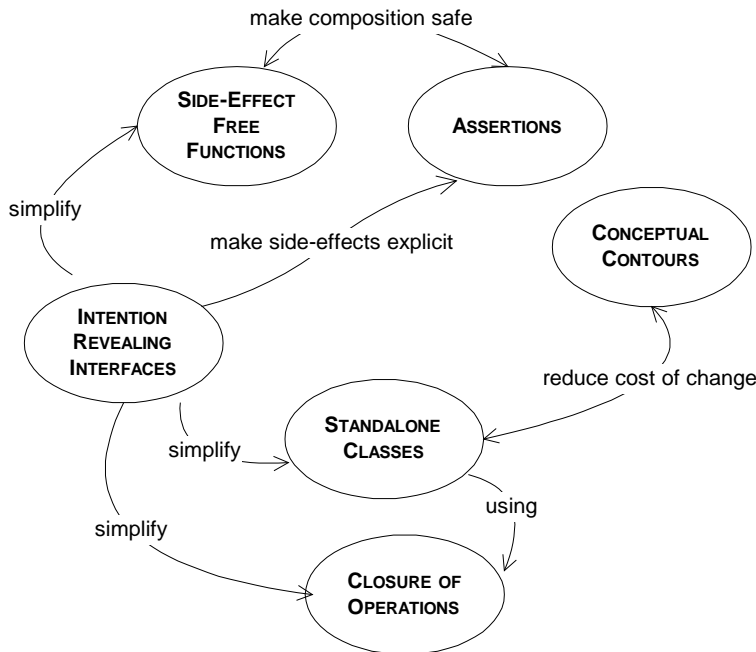 make composition safe
SIDE-EFFECT
FREE
FUNCTIONS
ASSERTIONS
simplify
make side-effects explicit
CONCEPTUAL
CONTOURS
INTENTION
REVEALING
INTERFACES
reduce cost of change
STANDALONE
CLASSES
simplify
using
simplify
CLOSURE OF
OPERATIONS